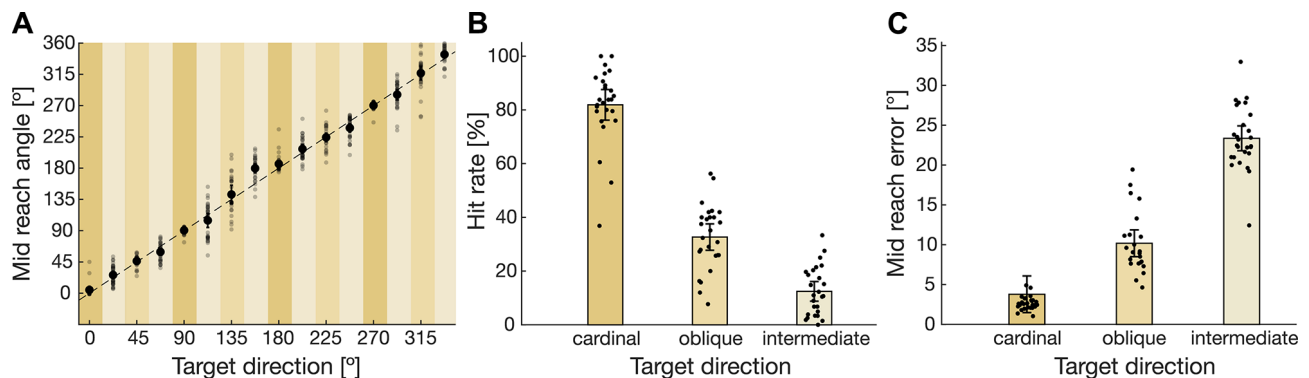 A
Mid reach angle [º]
360
315
270
225
180
135
90
45
0
0 45 90 135 180 225 270 315
Target direction [º]
B
Hit rate [%]
100
80
60
40
20
0
cardinal oblique intermediate
Target direction
C
Mid reach error [°]
35
30
25
20
15
10
5
0
cardinal oblique intermediate
Target direction